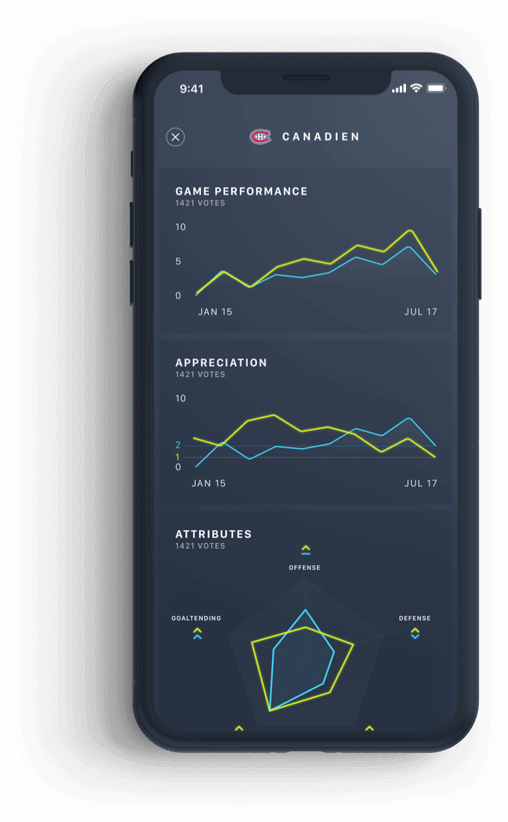 9:41
CANADIEN
GAME PERFORMANCE
1421 VOTES
10
5
0
JAN 15
JUL 17
APPRECIATION
1421 VOTES
10
2
1
0
JAN 15
JUL 17
ATTRIBUTES
1421 VOTES
OFFENSE
GOALTENDING
DEFENSE